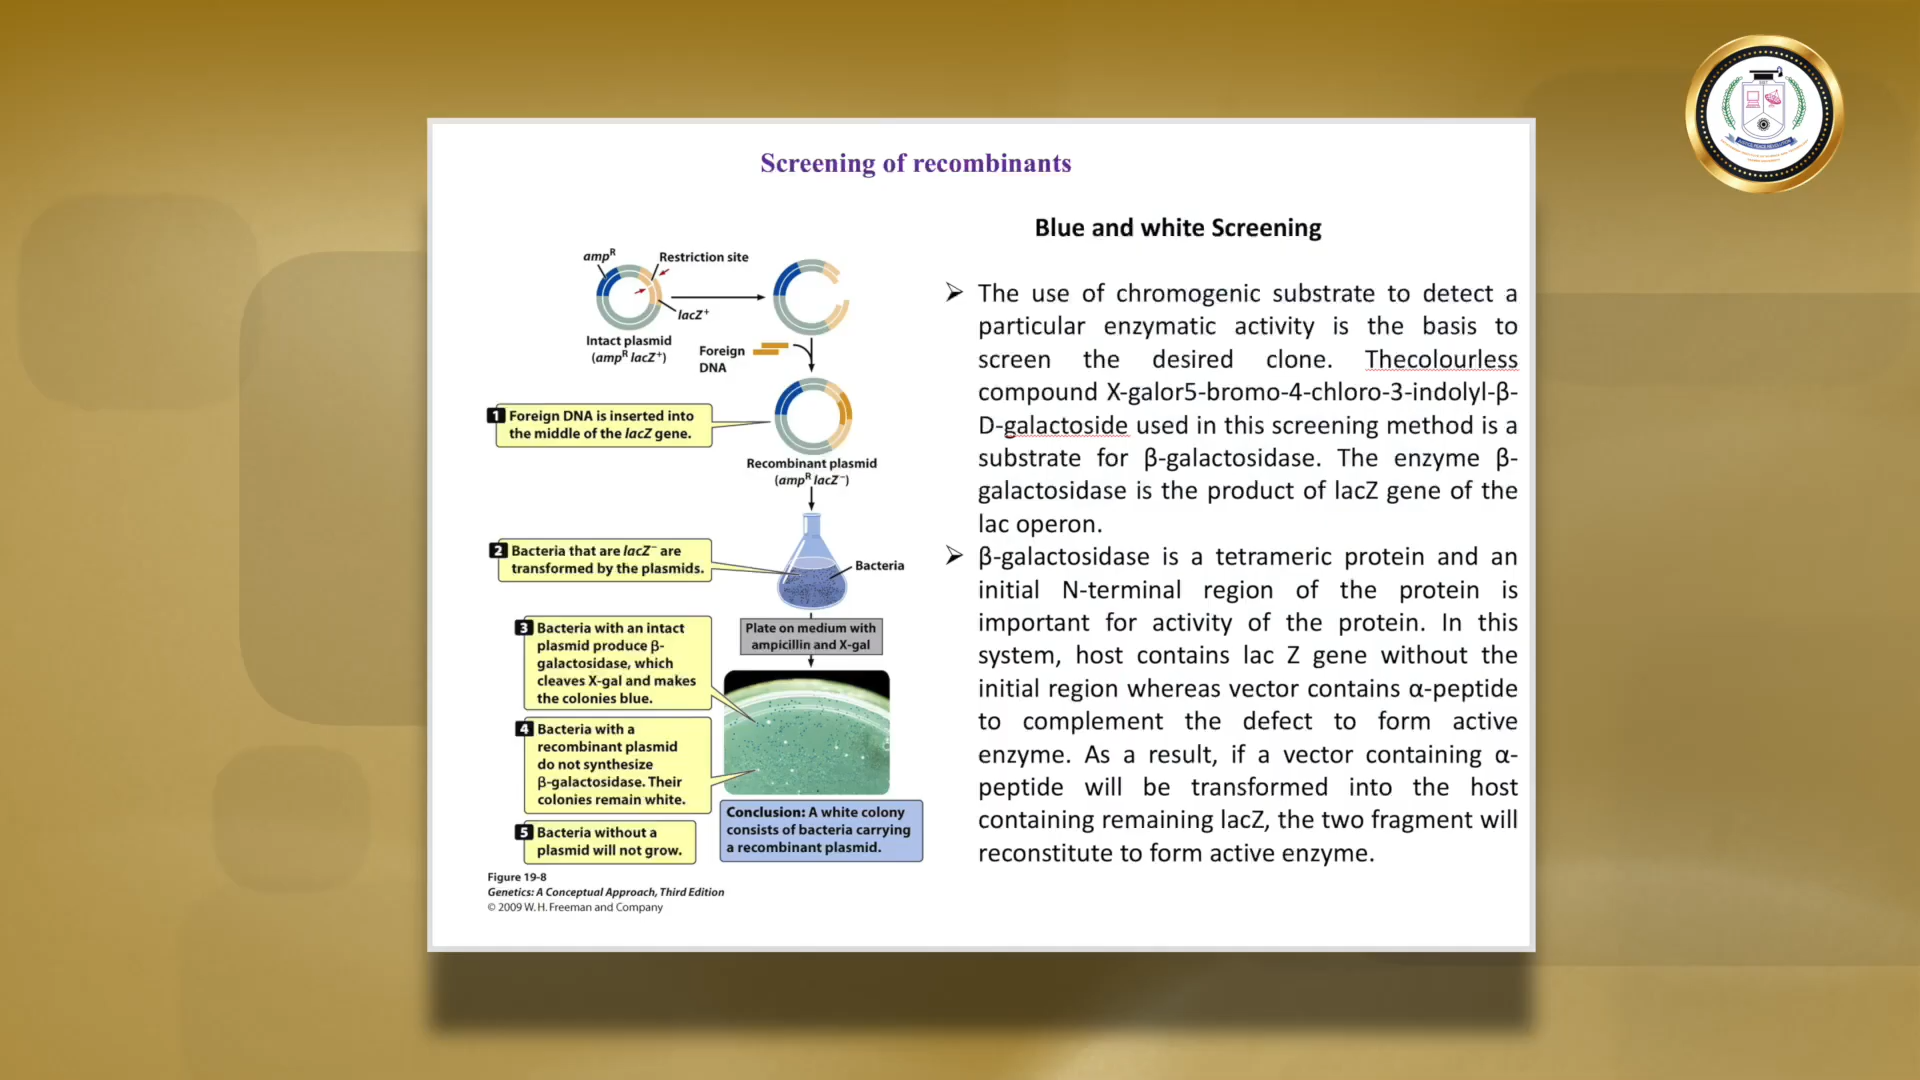 Screening of recombinants
Blue and white Screening
amp^R
Restriction site
lacZ⁺
Intact plasmid
(amp^R lacZ⁺)
Foreign
DNA
1 Foreign DNA is inserted into
the middle of the lacZ gene.
Recombinant plasmid
(amp^R lacZ⁻)
2 Bacteria that are lacZ⁻ are
transformed by the plasmids.
Bacteria
3 Bacteria with an intact
plasmid produce β-
galactosidase, which
cleaves X-gal and makes
the colonies blue.
Plate on medium with
ampicillin and X-gal
4 Bacteria with a
recombinant plasmid
do not synthesize
β-galactosidase. Their
colonies remain white.
5 Bacteria without a
plasmid will not grow.
Conclusion: A white colony
consists of bacteria carrying
a recombinant plasmid.
Figure 19-8
Genetics: A Conceptual Approach, Third Edition
© 2009 W. H. Freeman and Company
➢ The use of chromogenic substrate to detect a
particular enzymatic activity is the basis to
screen the desired clone. Thecolourless
compound X-galor5-bromo-4-chloro-3-indolyl-β-
D-galactoside used in this screening method is a
substrate for β-galactosidase. The enzyme β-
galactosidase is the product of lacZ gene of the
lac operon.
➢ β-galactosidase is a tetrameric protein and an
initial N-terminal region of the protein is
important for activity of the protein. In this
system, host contains lac Z gene without the
initial region whereas vector contains α-peptide
to complement the defect to form active
enzyme. As a result, if a vector containing α-
peptide will be transformed into the host
containing remaining lacZ, the two fragment will
reconstitute to form active enzyme.